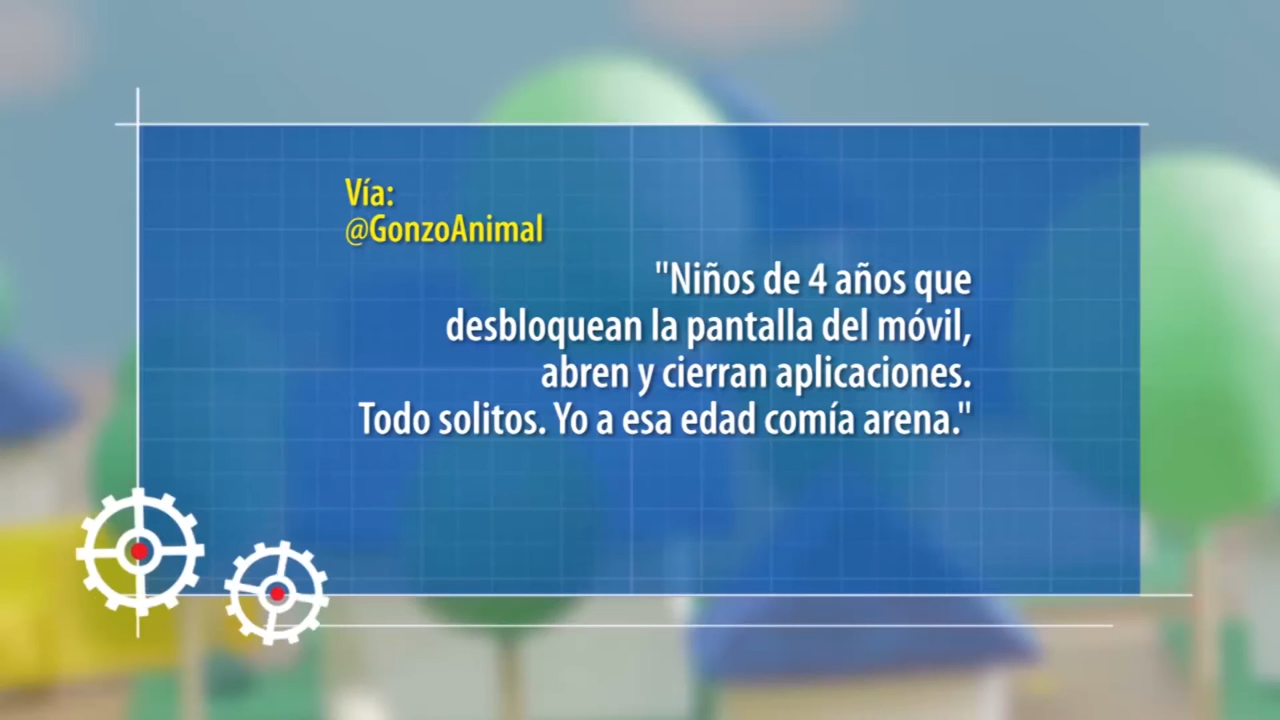 Vía:
@GonzoAnimal
"Niños de 4 años que
desbloquean la pantalla del móvil,
abren y cierran aplicaciones.
Todo solitos. Yo a esa edad comía arena."